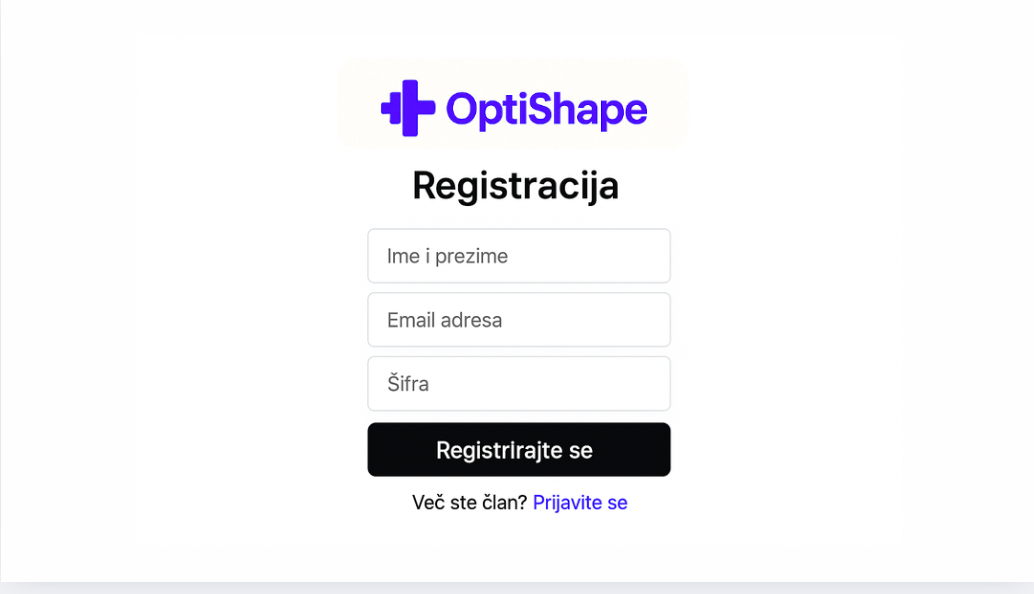 OptiShape
Registracija
Ime i prezime
Email adresa
Šifra
Registrirajte se
Več ste član? Prijavite se